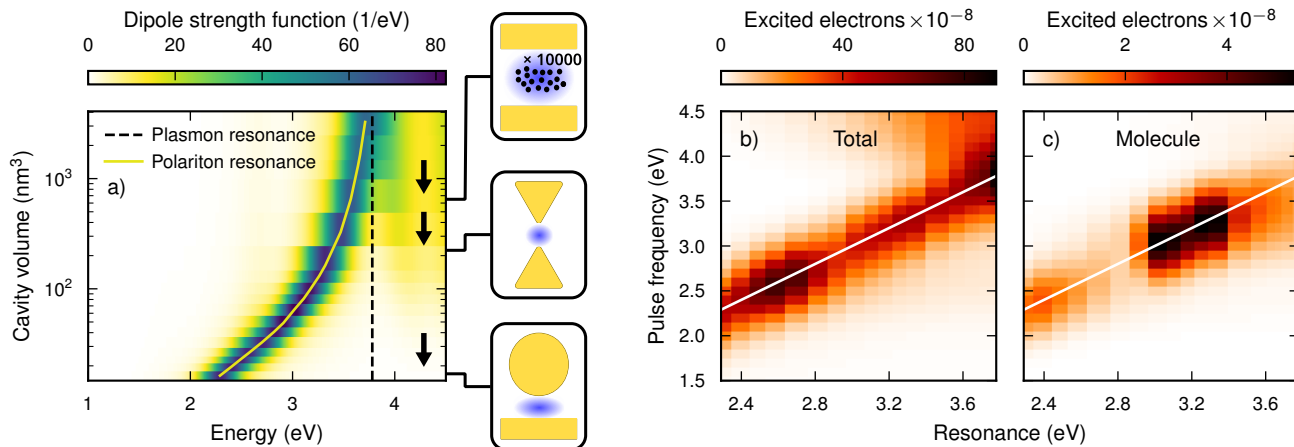 Dipole strength function (1/eV)
0 20 40 60 80
Cavity volume (nm³)
10³
10²
Plasmon resonance
Polariton resonance
a)
1 2 3 4
Energy (eV)
× 10000
Excited electrons ×10⁻⁸
0 40 80
Excited electrons ×10⁻⁸
0 2 4
Pulse frequency (eV)
4.5
4.0
3.5
3.0
2.5
2.0
1.5
b) Total
c) Molecule
2.4 2.8 3.2 3.6
2.4 2.8 3.2 3.6
Resonance (eV)